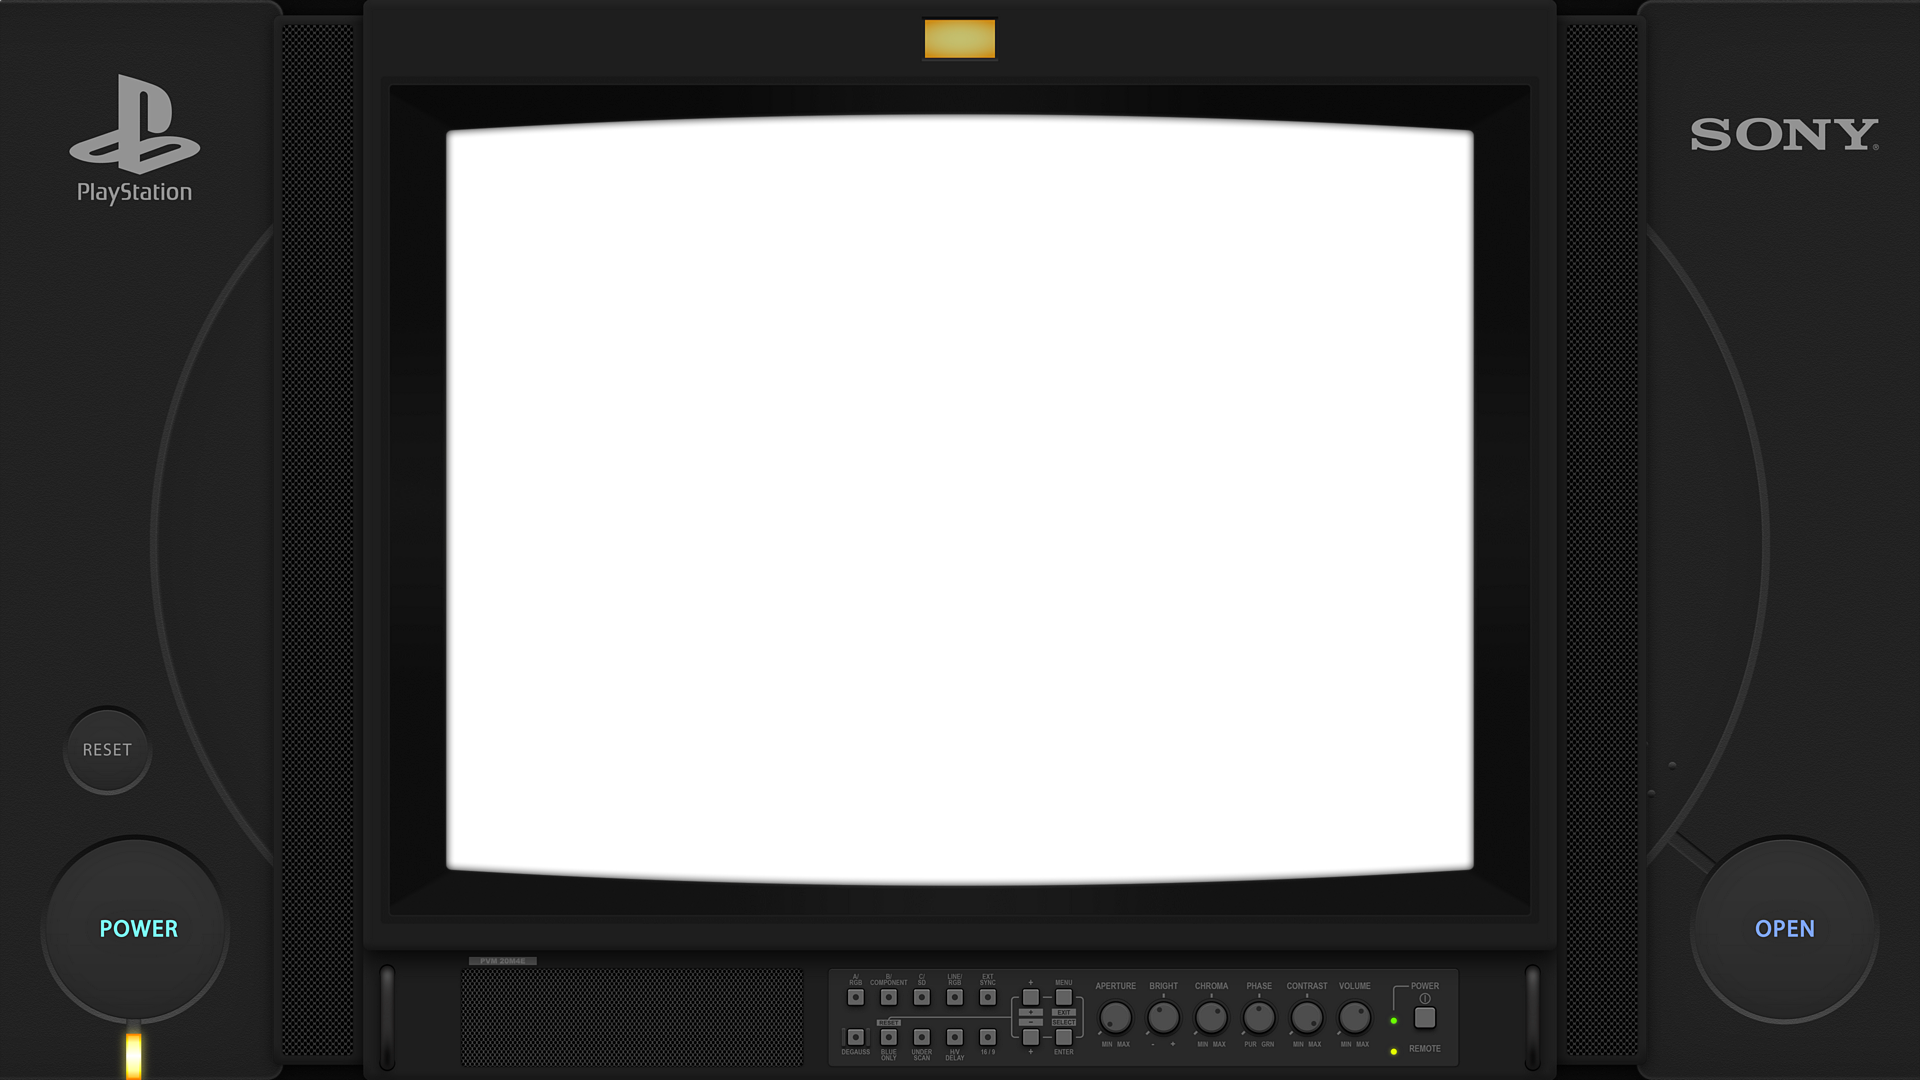 PlayStation
SONY®
RESET
POWER
OPEN
PVM 20M4E
A/ RGB
B/ COMPONENT
C/ SD
LINE/ RGB
EXT SYNC
+
MENU
APERTURE
BRIGHT
CHROMA
PHASE
CONTRAST
VOLUME
POWER
+
EXIT
RESET
−
SELECT
DEGAUSS
BLUE ONLY
UNDER SCAN
H/V DELAY
16 / 9
+
ENTER
MIN MAX
- +
MIN MAX
PUR GRN
MIN MAX
MIN MAX
REMOTE